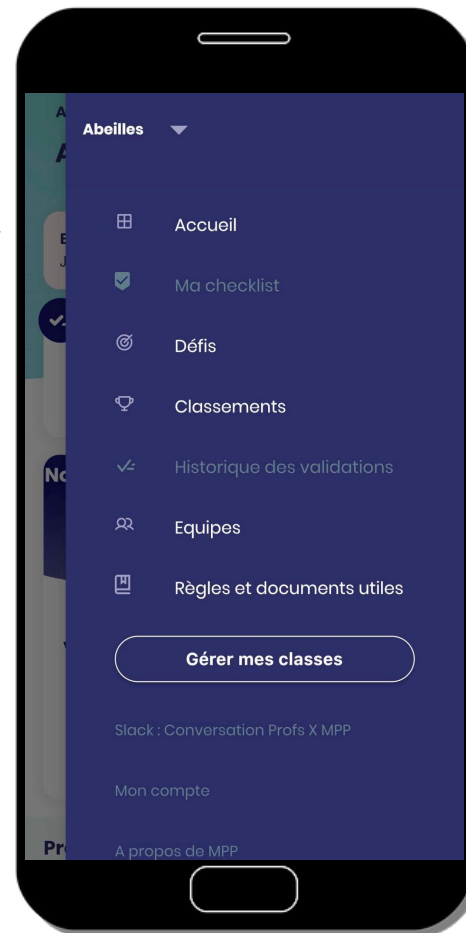 Abeilles
Accueil
Ma checklist
Défis
Classements
Historique des validations
Equipes
Règles et documents utiles
Gérer mes classes
Slack : Conversation Profs X MPP
Mon compte
A propos de MPP